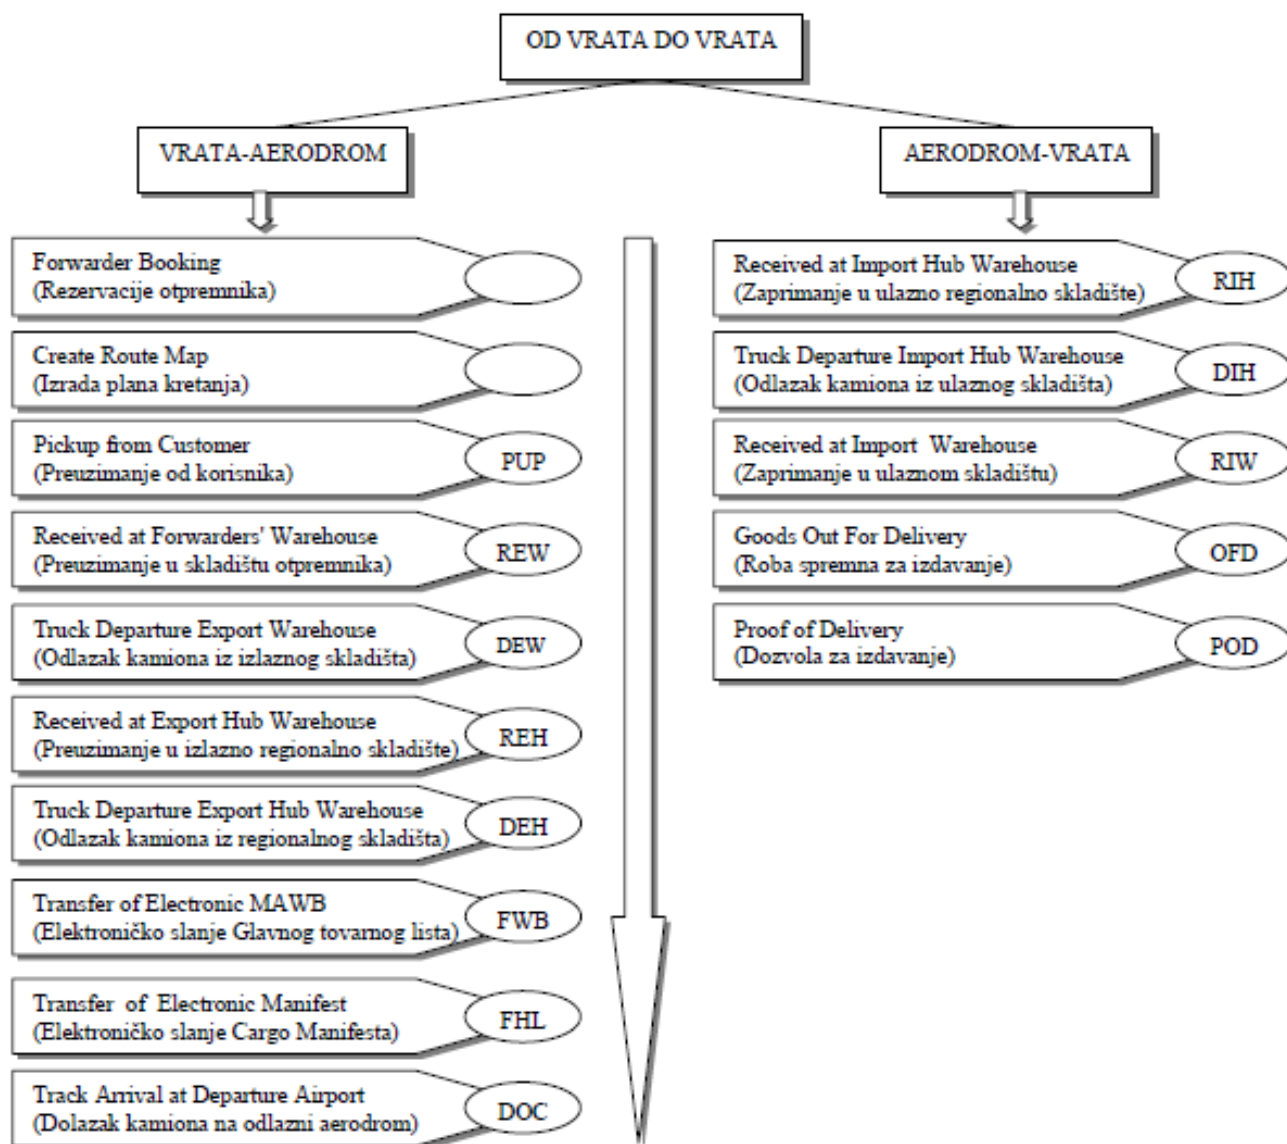 OD VRATA DO VRATA
VRATA-AERODROM
Forwarder Booking
(Rezervacije otpremnika)
Create Route Map
(Izrada plana kretanja)
Pickup from Customer
(Preuzimanje od korisnika)
PUP
Received at Forwarders' Warehouse
(Preuzimanje u skladištu otpremnika)
REW
Truck Departure Export Warehouse
(Odlazak kamiona iz izlaznog skladišta)
DEW
Received at Export Hub Warehouse
(Preuzimanje u izlazno regionalno skladište)
REH
Truck Departure Export Hub Warehouse
(Odlazak kamiona iz regionalnog skladišta)
DEH
Transfer of Electronic MAWB
(Elektroničko slanje Glavnog tovarnog lista)
FWB
Transfer of Electronic Manifest
(Elektroničko slanje Cargo Manifesta)
FHL
Track Arrival at Departure Airport
(Dolazak kamiona na odlazni aerodrom)
DOC
AERODROM-VRATA
Received at Import Hub Warehouse
(Zaprimanje u ulazno regionalno skladište)
RIH
Truck Departure Import Hub Warehouse
(Odlazak kamiona iz ulaznog skladišta)
DIH
Received at Import Warehouse
(Zaprimanje u ulaznom skladištu)
RIW
Goods Out For Delivery
(Roba spremna za izdavanje)
OFD
Proof of Delivery
(Dozvola za izdavanje)
POD